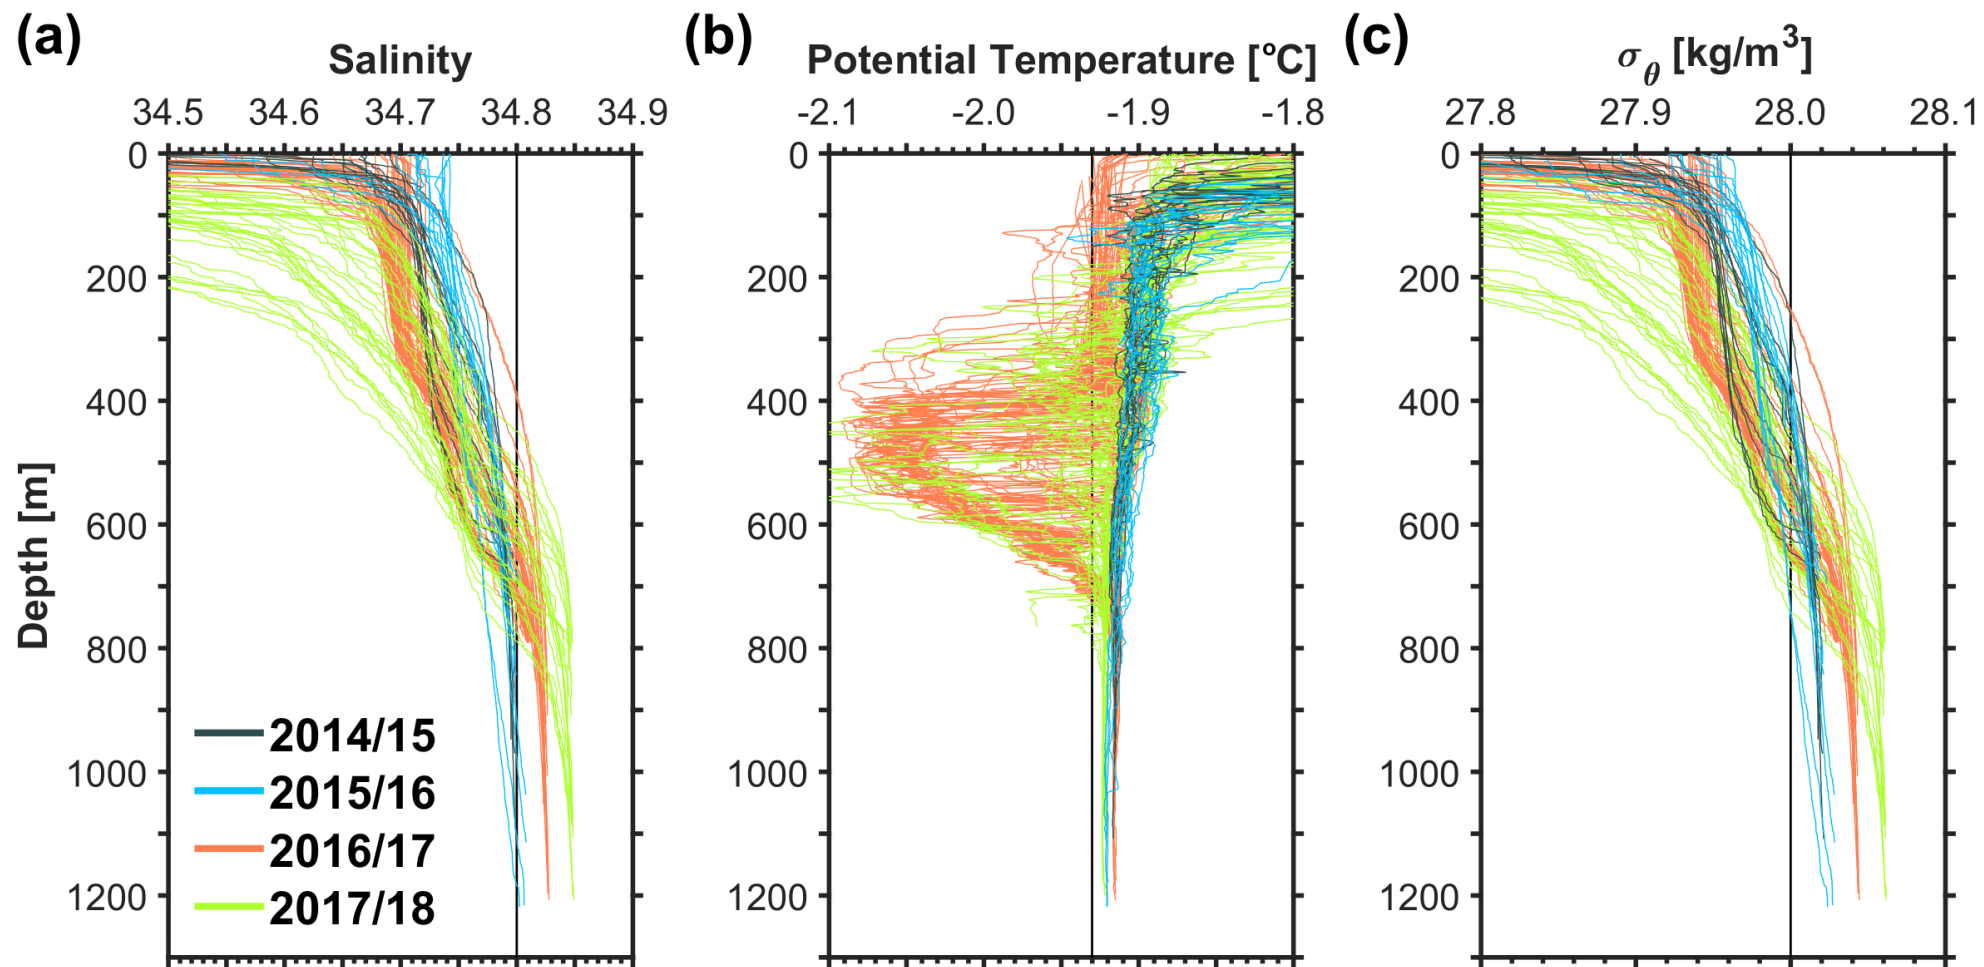 (a)
Salinity
34.5 34.6 34.7 34.8 34.9
0
200
400
600
800
1000
1200
Depth [m]
2014/15
2015/16
2016/17
2017/18
(b)
Potential Temperature [ºC]
-2.1 -2.0 -1.9 -1.8
0
200
400
600
800
1000
1200
(c)
σθ [kg/m³]
27.8 27.9 28.0 28.1
0
200
400
600
800
1000
1200